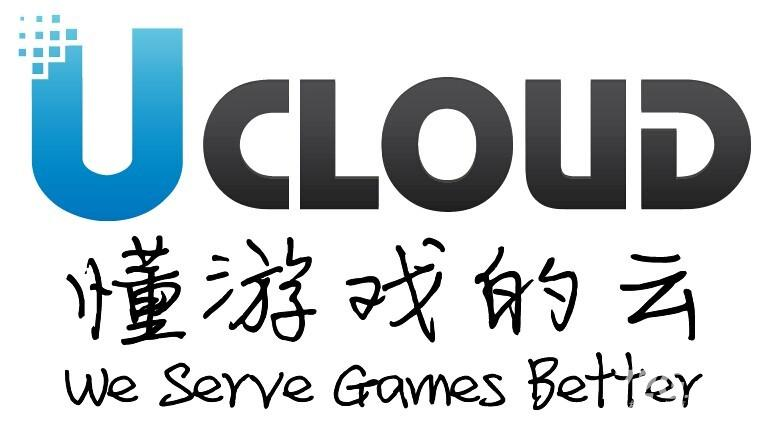 UCLOUD
懂游戏的云
We Serve Games Better